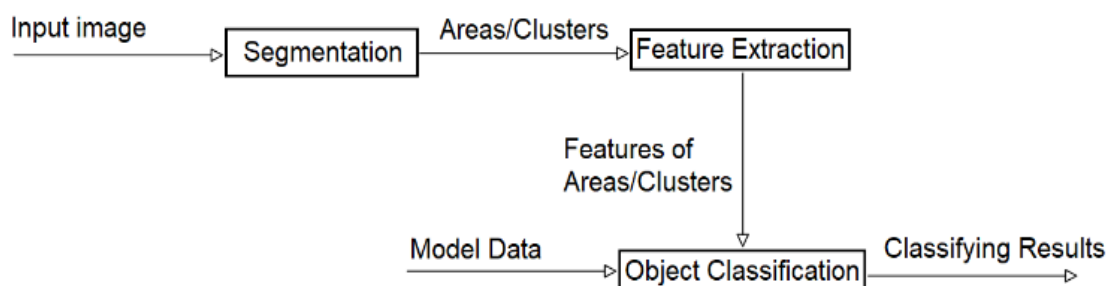 Input image
Segmentation
Areas/Clusters
Feature Extraction
Features of
Areas/Clusters
Model Data
Object Classification
Classifying Results